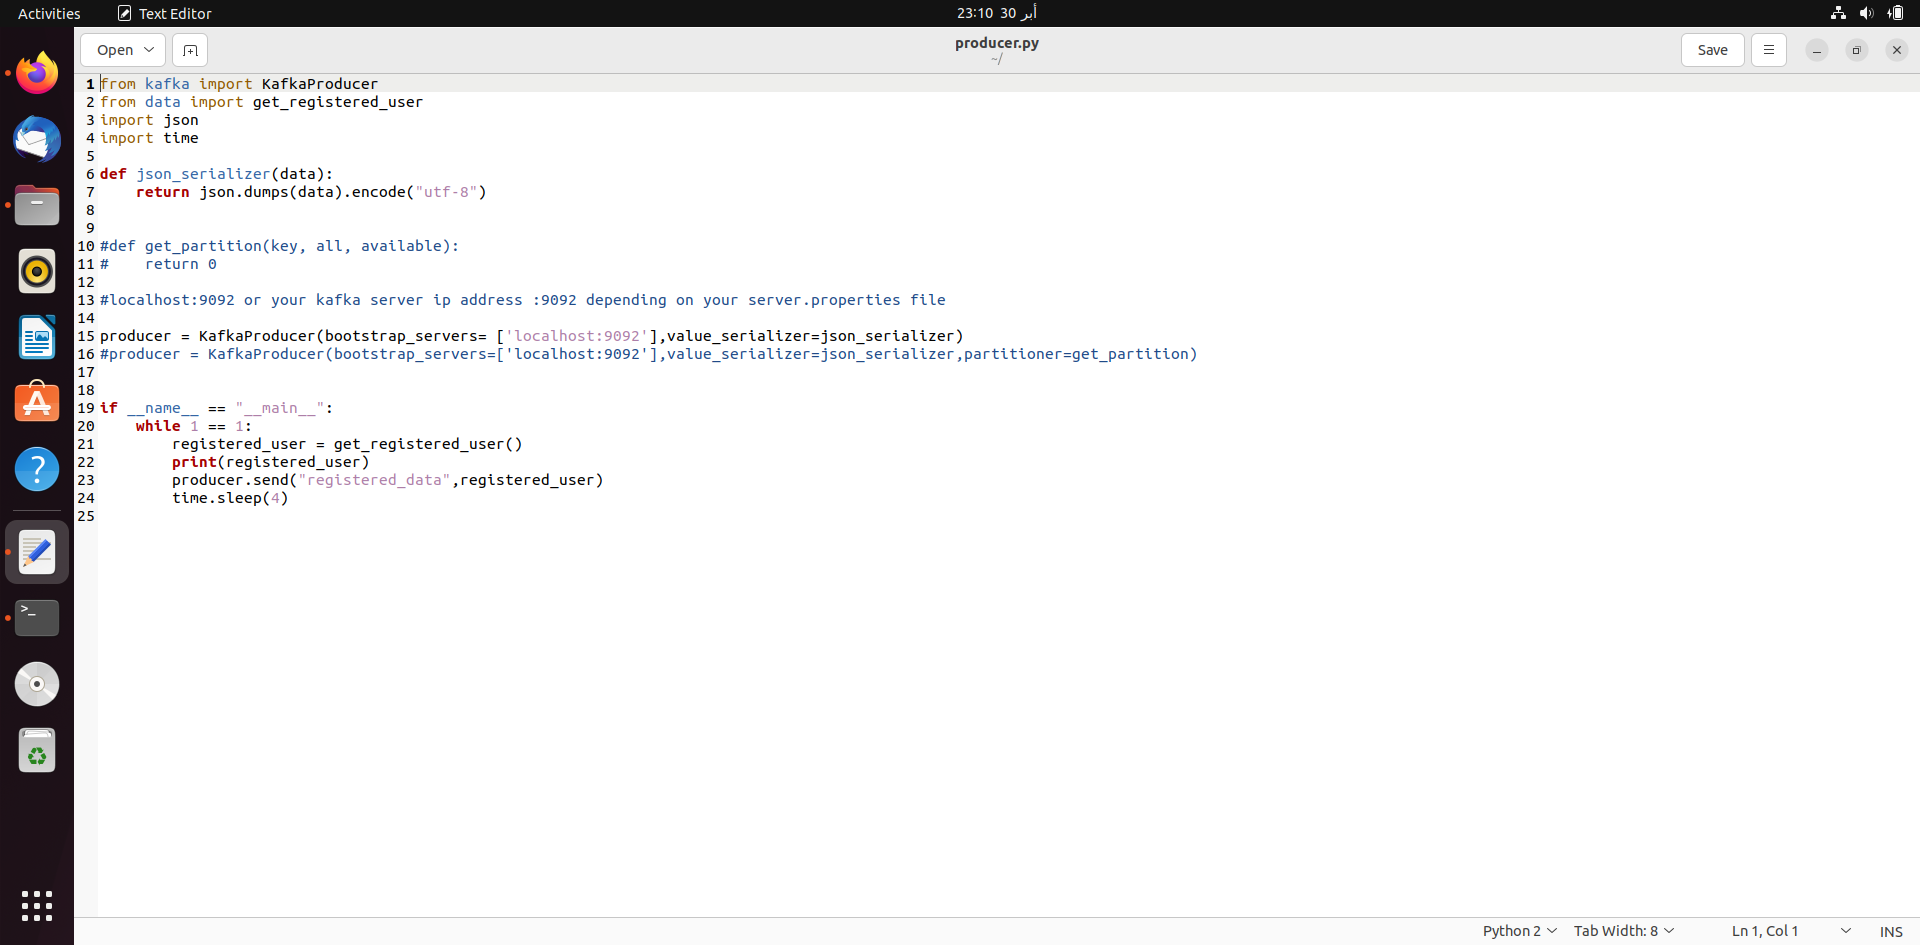 Activities
Text Editor
23:10 30 أبر
Open
producer.py
~/
Save
1 from kafka import KafkaProducer
2 from data import get_registered_user
3 import json
4 import time
5
6 def json_serializer(data):
7     return json.dumps(data).encode("utf-8")
8
9
10 #def get_partition(key, all, available):
11 #    return 0
12
13 #localhost:9092 or your kafka server ip address :9092 depending on your server.properties file
14
15 producer = KafkaProducer(bootstrap_servers= ['localhost:9092'],value_serializer=json_serializer)
16 #producer = KafkaProducer(bootstrap_servers=['localhost:9092'],value_serializer=json_serializer,partitioner=get_partition)
17
18
19 if __name__ == "__main__":
20     while 1 == 1:
21         registered_user = get_registered_user()
22         print(registered_user)
23         producer.send("registered_data",registered_user)
24         time.sleep(4)
25
Python 2
Tab Width: 8
Ln 1, Col 1
INS